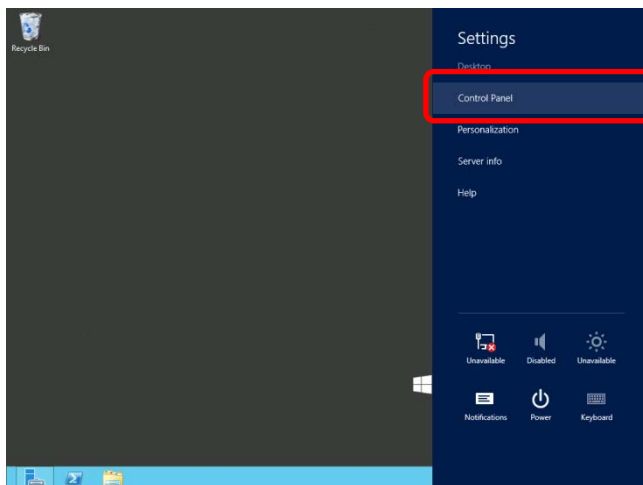 Recycle Bin
Settings
Desktop
Control Panel
Personalization
Server info
Help
Unavailable Disabled Unavailable
Notifications Power Keyboard